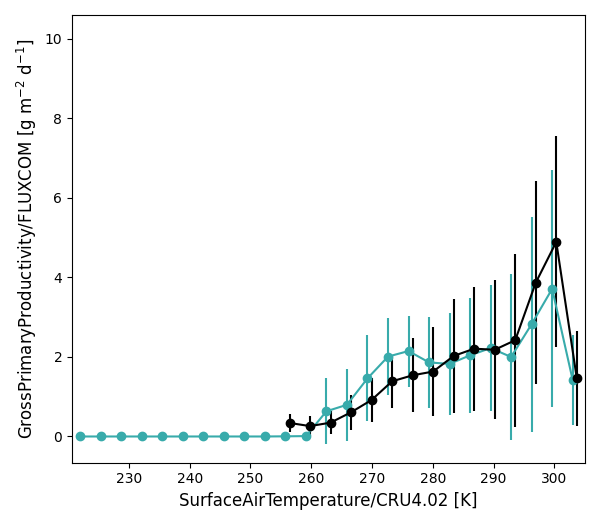 GrossPrimaryProductivity/FLUXCOM [g m⁻² d⁻¹]
10
8
6
4
2
0
230 240 250 260 270 280 290 300
SurfaceAirTemperature/CRU4.02 [K]